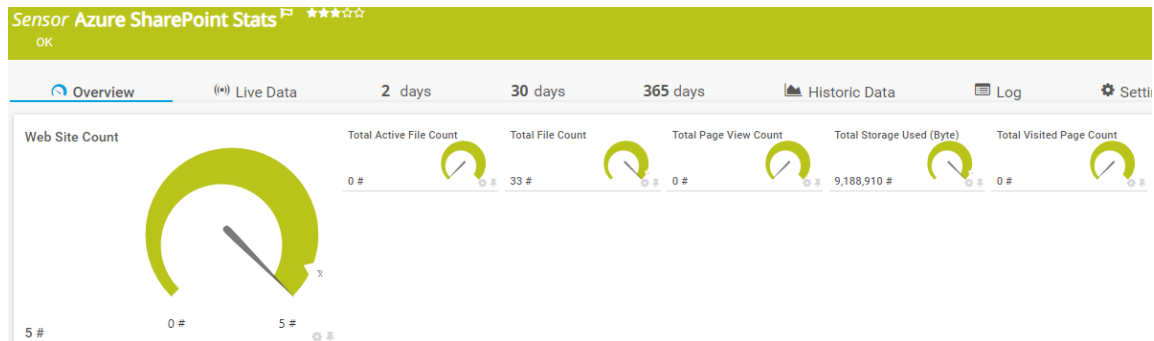 Sensor Azure SharePoint Stats
OK
Overview
Live Data
2 days
30 days
365 days
Historic Data
Log
Settin
Web Site Count
5 #
0 #
5 #
Total Active File Count
0 #
Total File Count
33 #
Total Page View Count
0 #
Total Storage Used (Byte)
9,188,910 #
Total Visited Page Count
0 #